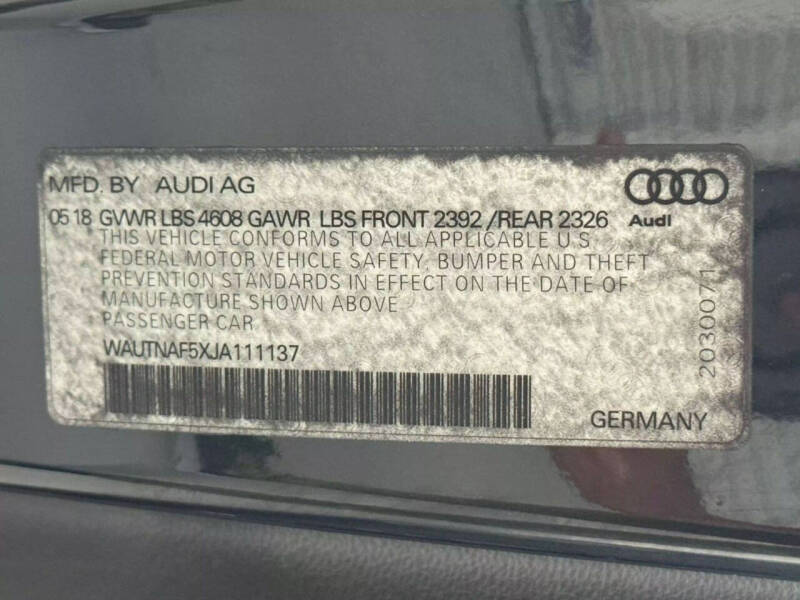 MFD. BY AUDI AG
05 18 GVWR LBS 4608 GAWR LBS FRONT 2392 /REAR 2326
Audi
THIS VEHICLE CONFORMS TO ALL APPLICABLE U S
FEDERAL MOTOR VEHICLE SAFETY, BUMPER AND THEFT
PREVENTION STANDARDS IN EFFECT ON THE DATE OF
MANUFACTURE SHOWN ABOVE
PASSENGER CAR
WAUTNAF5XJA111137
GERMANY
2030071